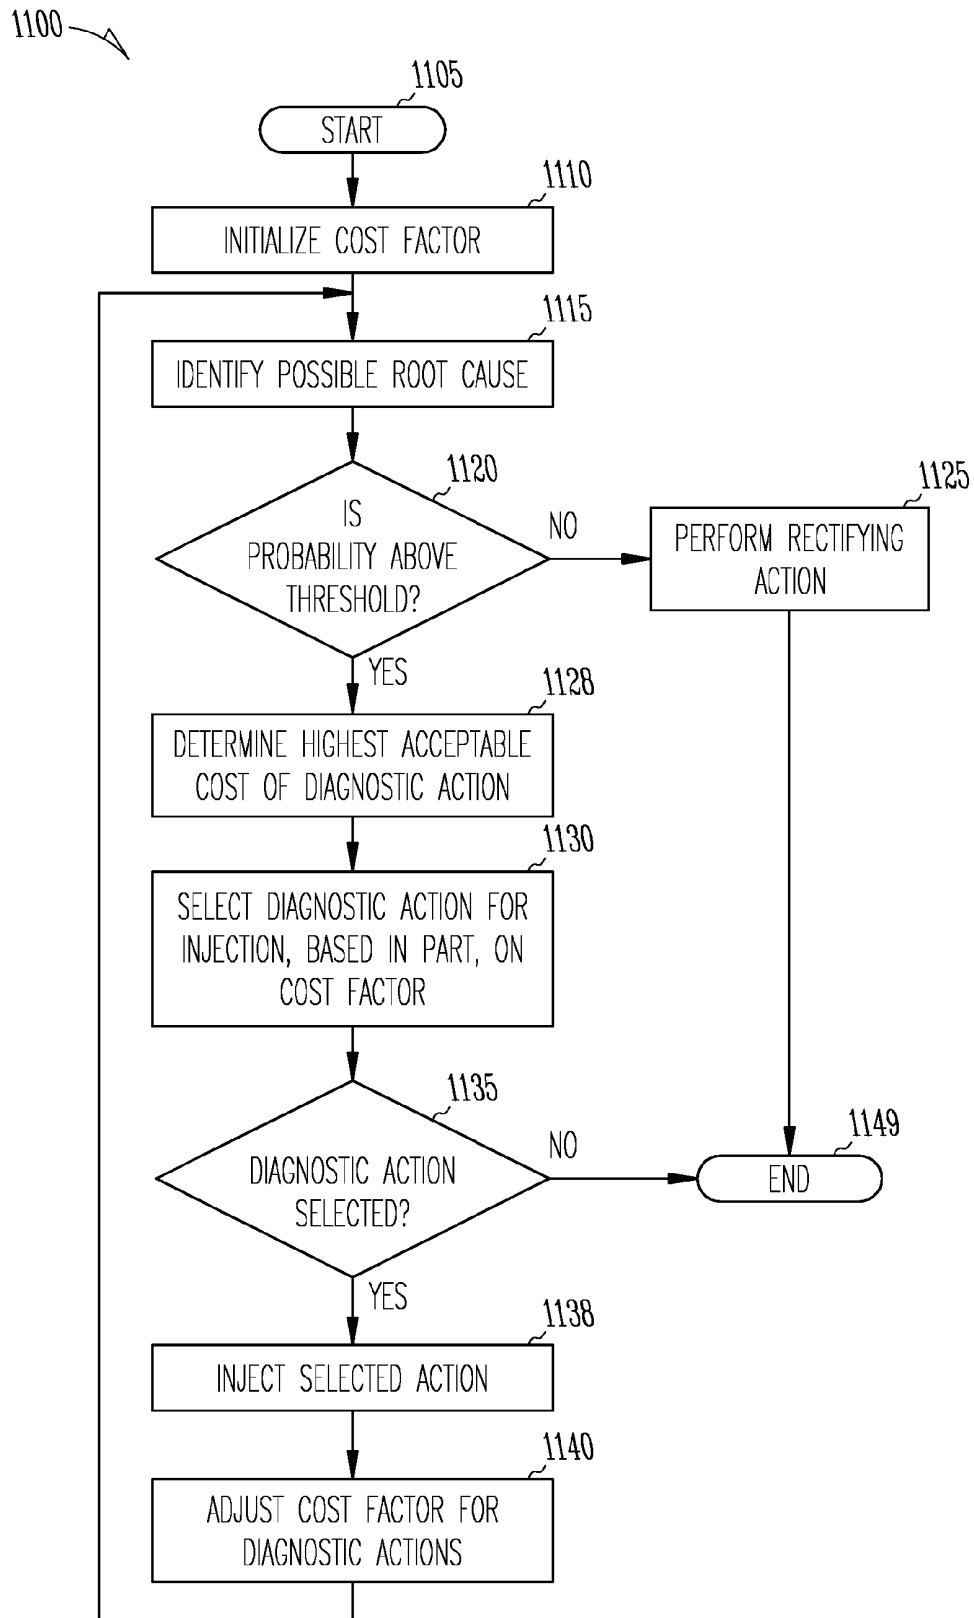 1100
1105
START
1110
INITIALIZE COST FACTOR
1115
IDENTIFY POSSIBLE ROOT CAUSE
1120
IS
PROBABILITY ABOVE
THRESHOLD?
NO
1125
PERFORM RECTIFYING
ACTION
YES
1128
DETERMINE HIGHEST ACCEPTABLE
COST OF DIAGNOSTIC ACTION
1130
SELECT DIAGNOSTIC ACTION FOR
INJECTION, BASED IN PART, ON
COST FACTOR
1135
DIAGNOSTIC ACTION
SELECTED?
NO
1149
END
YES
1138
INJECT SELECTED ACTION
1140
ADJUST COST FACTOR FOR
DIAGNOSTIC ACTIONS